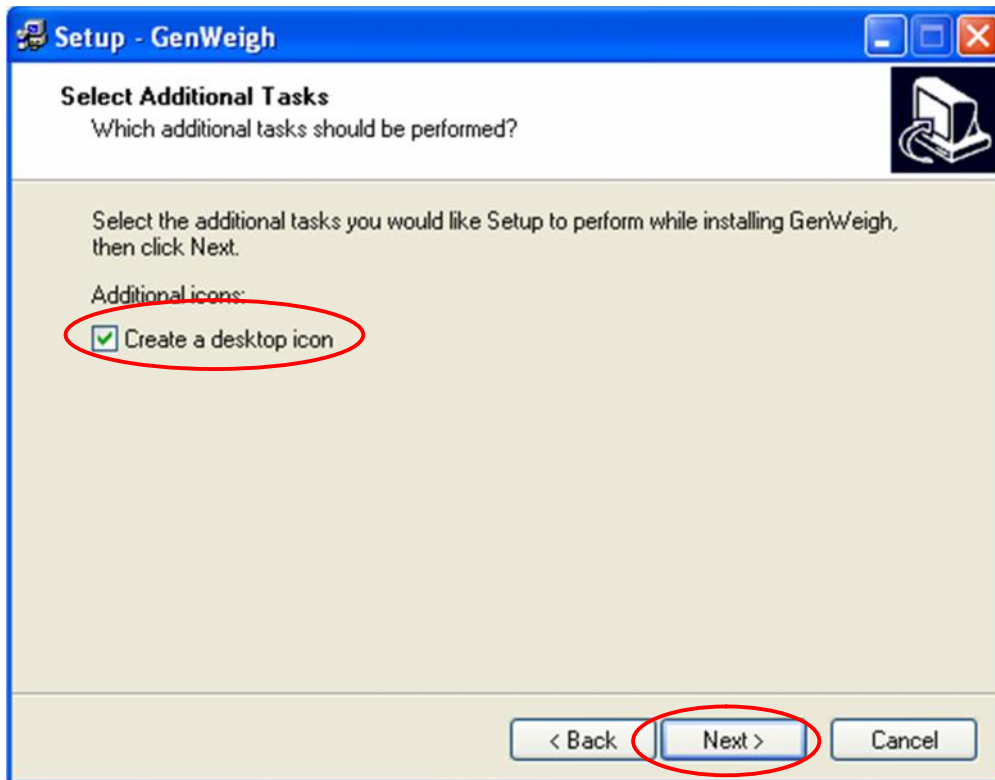 Setup - GenWeigh
Select Additional Tasks
Which additional tasks should be performed?
Select the additional tasks you would like Setup to perform while installing GenWeigh,
then click Next.
Additional icons:
Create a desktop icon
< Back
Next >
Cancel